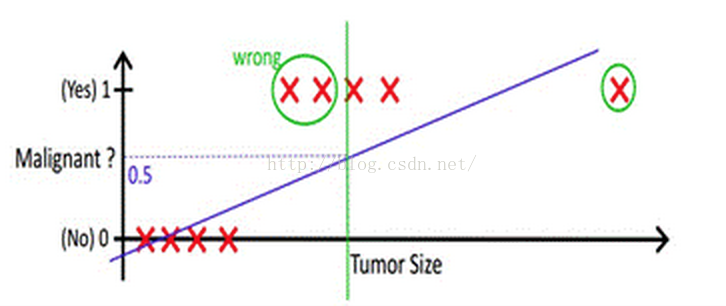 wrong
(Yes) 1
Malignant ?
http://blog.csdn.net/
0.5
(No) 0
Tumor Size